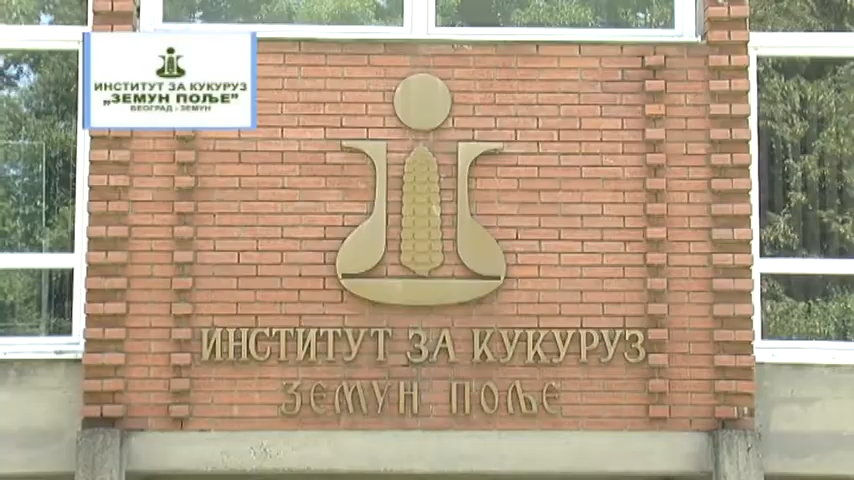 ИНСТИТУТ ЗА КУКУРУЗ
„ЗЕМУН ПОЉЕ”
БЕОГРАД - ЗЕМУН
ИНСТИТУТ ЗА КУКУРУЗ
ЗЕМУН ПОЉЕ